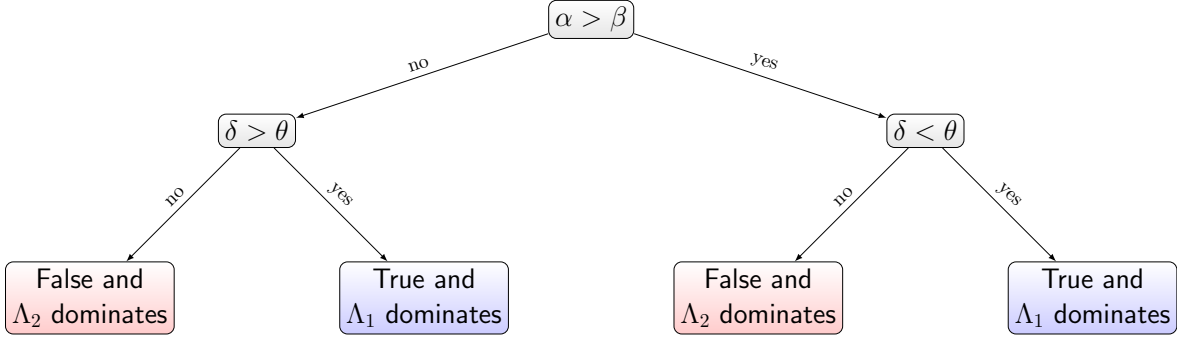 α > β
no
yes
δ > θ
δ < θ
no
yes
no
yes
False and
Λ₂ dominates
True and
Λ₁ dominates
False and
Λ₂ dominates
True and
Λ₁ dominates